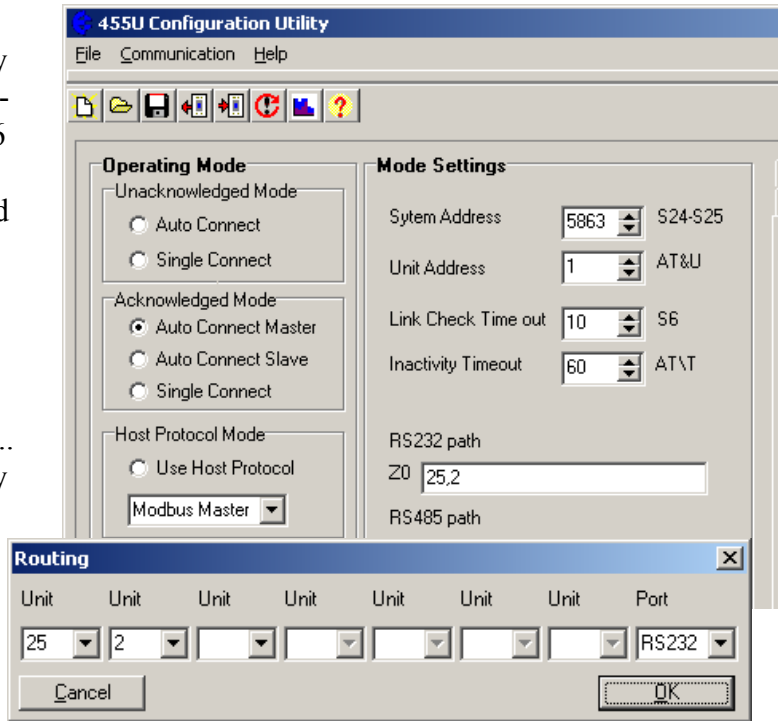 455U Configuration Utility
File Communication Help
Operating Mode
Unacknowledged Mode
Auto Connect
Single Connect
Acknowledged Mode
Auto Connect Master
Auto Connect Slave
Single Connect
Host Protocol Mode
Use Host Protocol
Modbus Master
Mode Settings
Sytem Address 5863 S24-S25
Unit Address 1 AT&U
Link Check Time out 10 S6
Inactivity Timeout 60 AT\T
RS232 path
Z0 25,2
RS485 path
Routing
Unit Unit Unit Unit Unit Unit Unit Port
25 2 RS232
Cancel OK